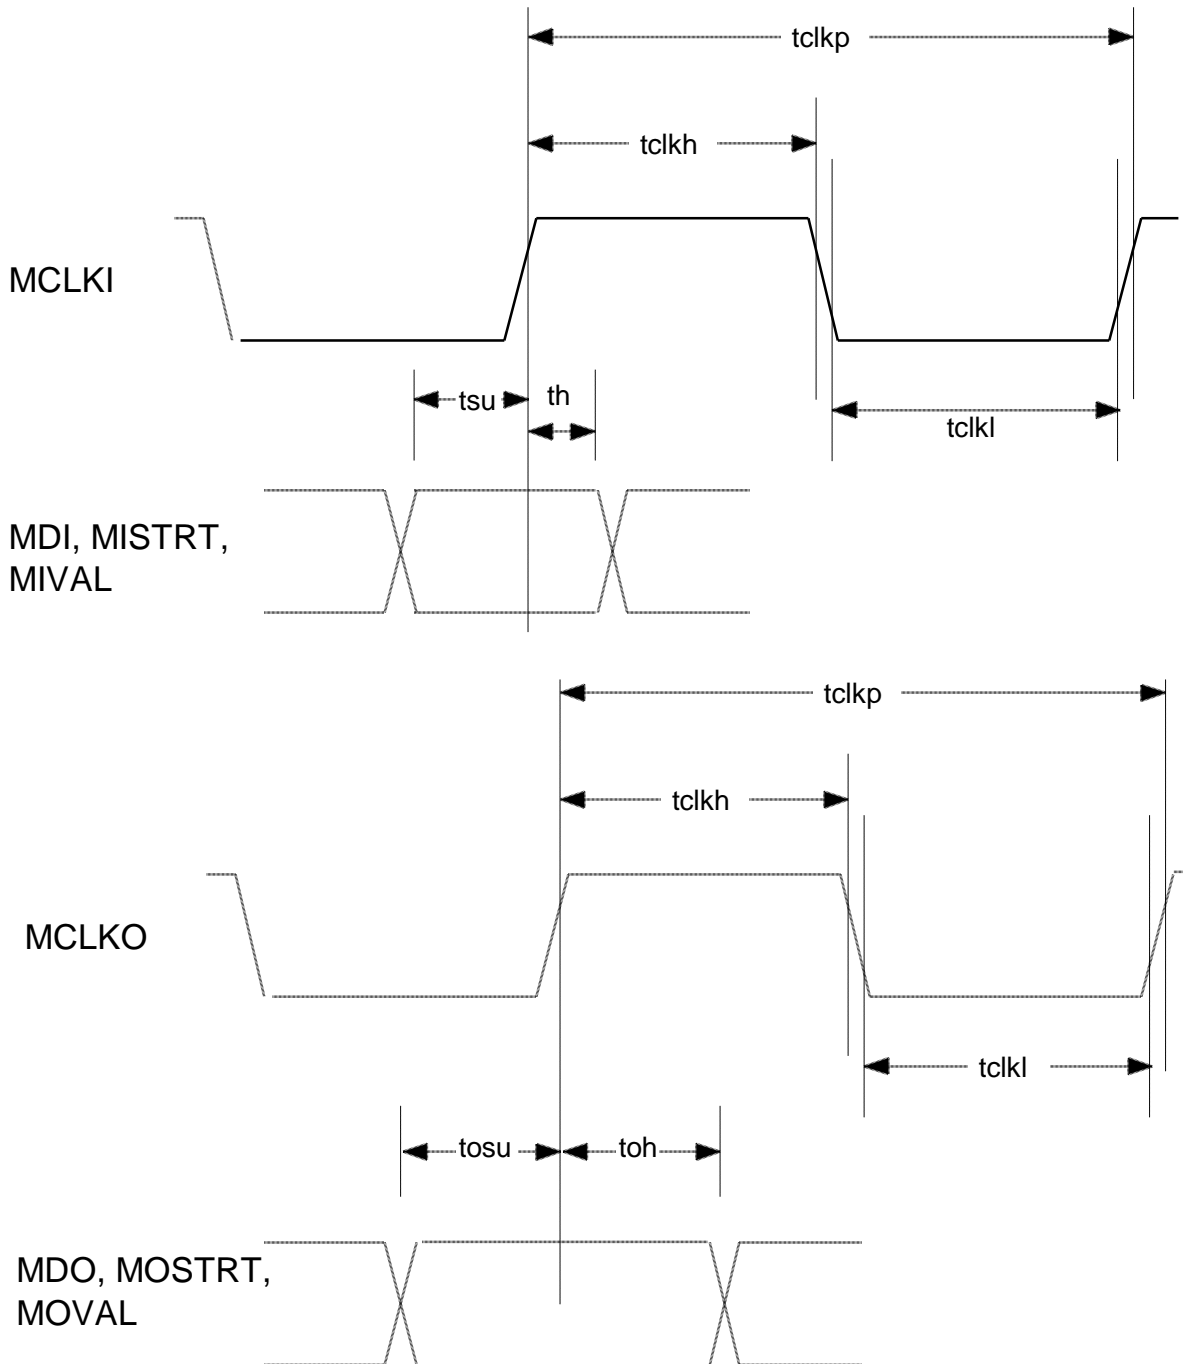 tclkp
tclkh
MCLKI
tsu
th
tclkl
MDI, MISTRT,
MIVAL
tclkp
tclkh
MCLKO
tclkl
tosu
toh
MDO, MOSTRT,
MOVAL